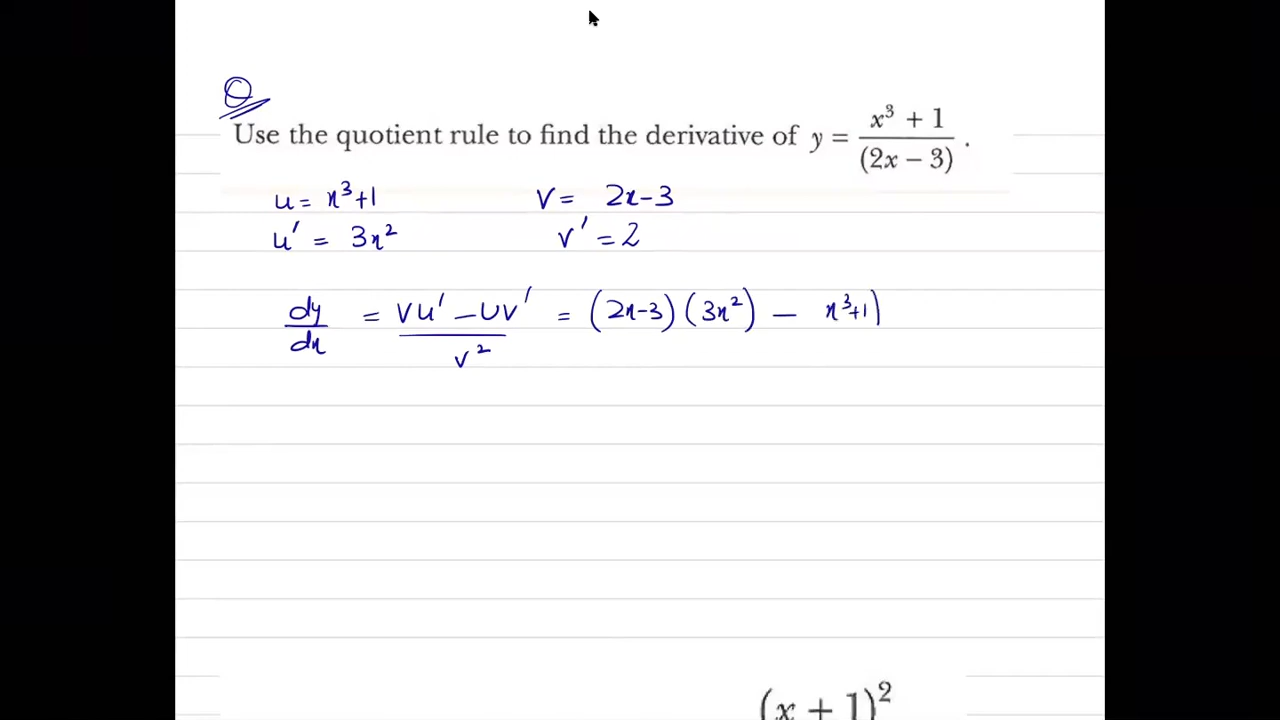 Q
Use the quotient rule to find the derivative of y = (x³ + 1)/(2x − 3) .
u = x³+1    v = 2x-3
u' = 3x²    v' = 2
dy/dx = (vu' - uv')/v² = (2x-3)(3x²) - x³+1)
(x + 1)²